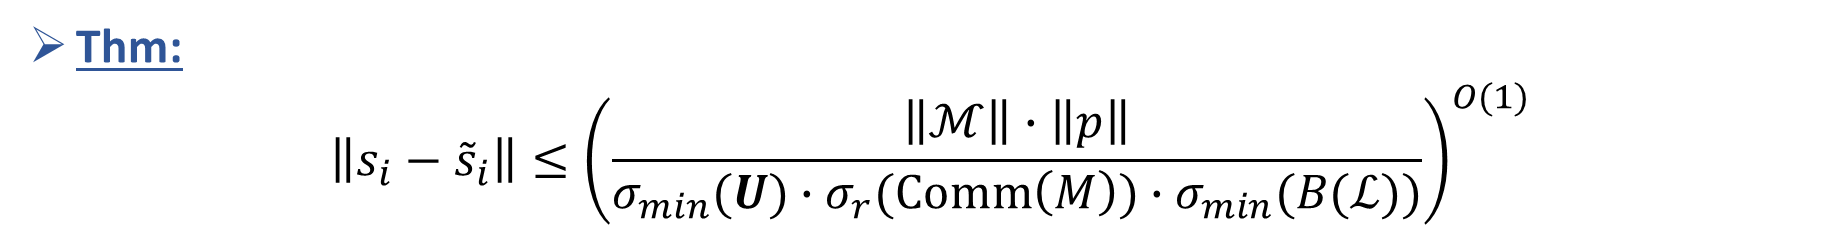 ➢ Thm:
‖s_i − s̃_i‖ ≤ ( (‖ℳ‖ · ‖p‖) / (σ_min(𝑼) · σ_r(Comm(M)) · σ_min(B(ℒ))) )^{O(1)}